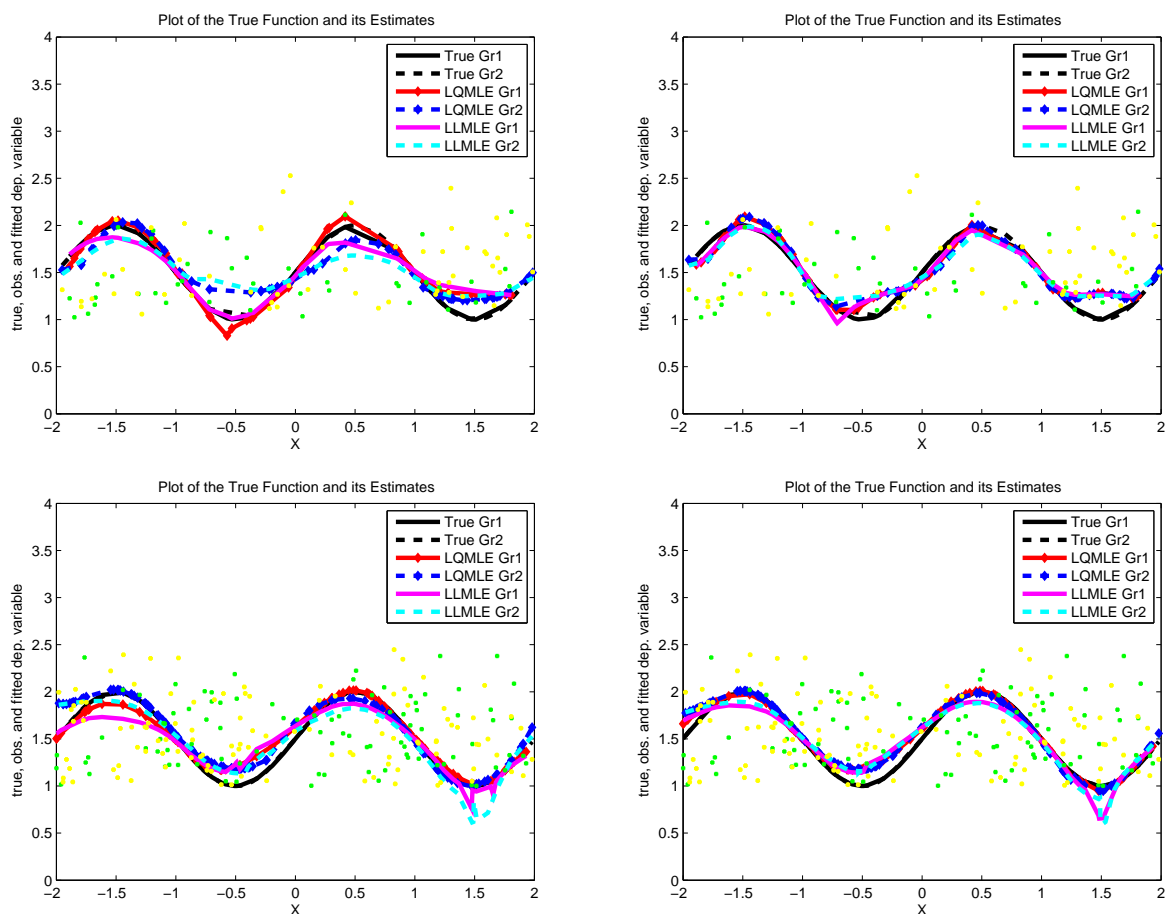 Plot of the True Function and its Estimates
true, obs. and fitted dep. variable
4
3.5
3
2.5
2
1.5
1
0.5
0
−2 −1.5 −1 −0.5 0 0.5 1 1.5 2
X
True Gr1
True Gr2
LQMLE Gr1
LQMLE Gr2
LLMLE Gr1
LLMLE Gr2
Plot of the True Function and its Estimates
true, obs. and fitted dep. variable
4
3.5
3
2.5
2
1.5
1
0.5
0
−2 −1.5 −1 −0.5 0 0.5 1 1.5 2
X
True Gr1
True Gr2
LQMLE Gr1
LQMLE Gr2
LLMLE Gr1
LLMLE Gr2
Plot of the True Function and its Estimates
true, obs. and fitted dep. variable
4
3.5
3
2.5
2
1.5
1
0.5
0
−2 −1.5 −1 −0.5 0 0.5 1 1.5 2
X
True Gr1
True Gr2
LQMLE Gr1
LQMLE Gr2
LLMLE Gr1
LLMLE Gr2
Plot of the True Function and its Estimates
true, obs. and fitted dep. variable
4
3.5
3
2.5
2
1.5
1
0.5
0
−2 −1.5 −1 −0.5 0 0.5 1 1.5 2
X
True Gr1
True Gr2
LQMLE Gr1
LQMLE Gr2
LLMLE Gr1
LLMLE Gr2